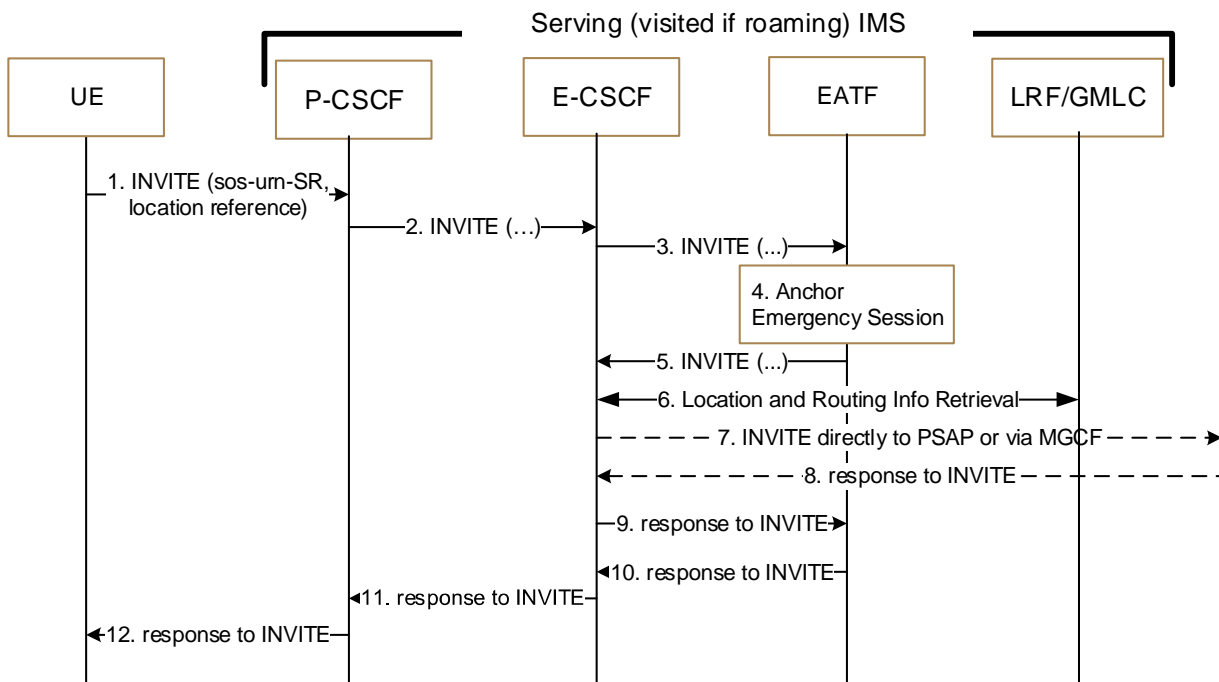 Serving (visited if roaming) IMS
UE
P-CSCF
E-CSCF
EATF
LRF/GMLC
1. INVITE (sos-urn-SR,
location reference)
2. INVITE (…)
3. INVITE (...)
4. Anchor
Emergency Session
5. INVITE (...)
6. Location and Routing Info Retrieval
7. INVITE directly to PSAP or via MGCF
8. response to INVITE
9. response to INVITE
10. response to INVITE
11. response to INVITE
12. response to INVITE